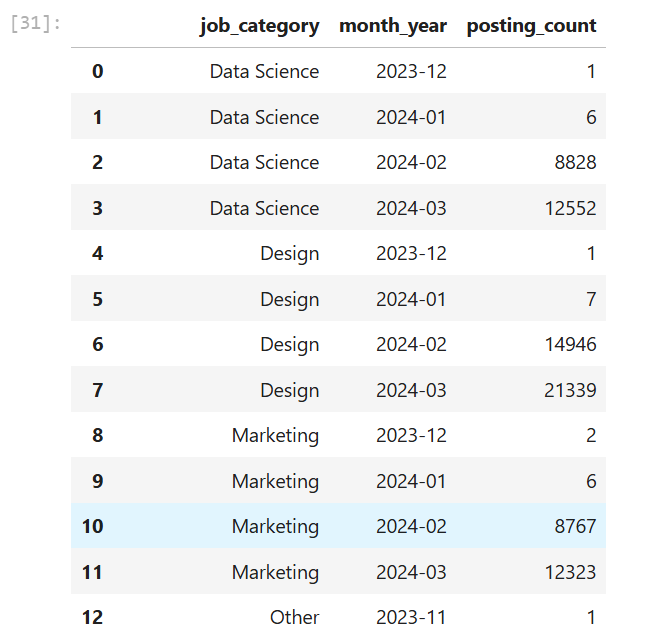 [31]:
job_category month_year posting_count
0 Data Science 2023-12 1
1 Data Science 2024-01 6
2 Data Science 2024-02 8828
3 Data Science 2024-03 12552
4 Design 2023-12 1
5 Design 2024-01 7
6 Design 2024-02 14946
7 Design 2024-03 21339
8 Marketing 2023-12 2
9 Marketing 2024-01 6
10 Marketing 2024-02 8767
11 Marketing 2024-03 12323
12 Other 2023-11 1